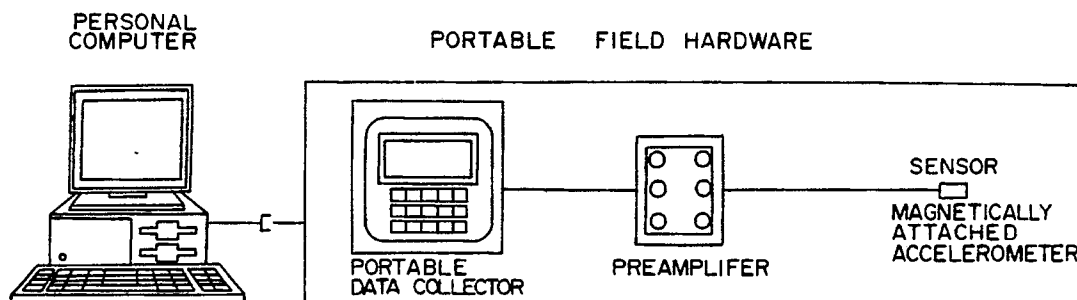 PERSONAL
COMPUTER
PORTABLE FIELD HARDWARE
PORTABLE
DATA COLLECTOR
PREAMPLIFER
SENSOR
MAGNETICALLY
ATTACHED
ACCELEROMETER